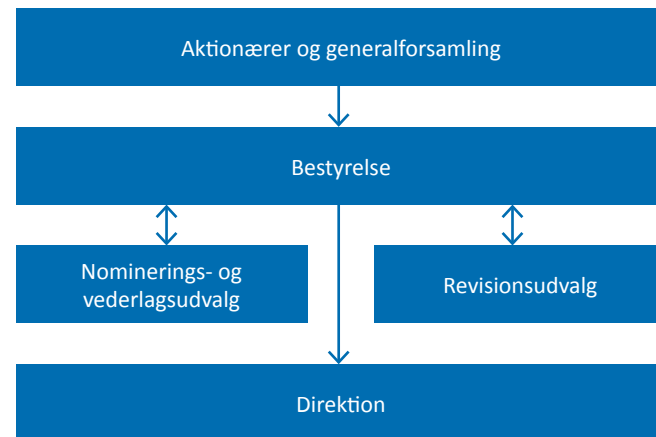 Aktionærer og generalforsamling
Bestyrelse
Nominerings- og
vederlagsudvalg
Revisionsudvalg
Direktion